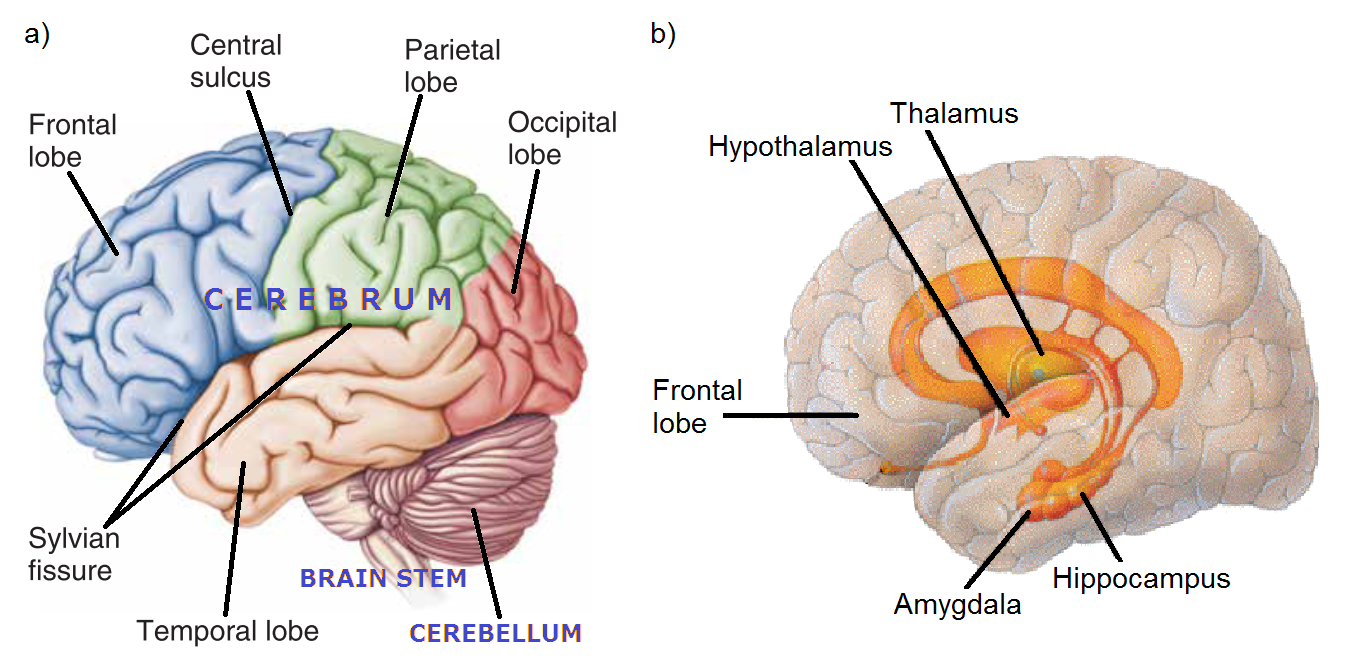 a)
Central
sulcus
Parietal
lobe
Frontal
lobe
Occipital
lobe
CEREBRUM
Sylvian
fissure
BRAIN STEM
Temporal lobe
CEREBELLUM
b)
Thalamus
Hypothalamus
Frontal
lobe
Hippocampus
Amygdala